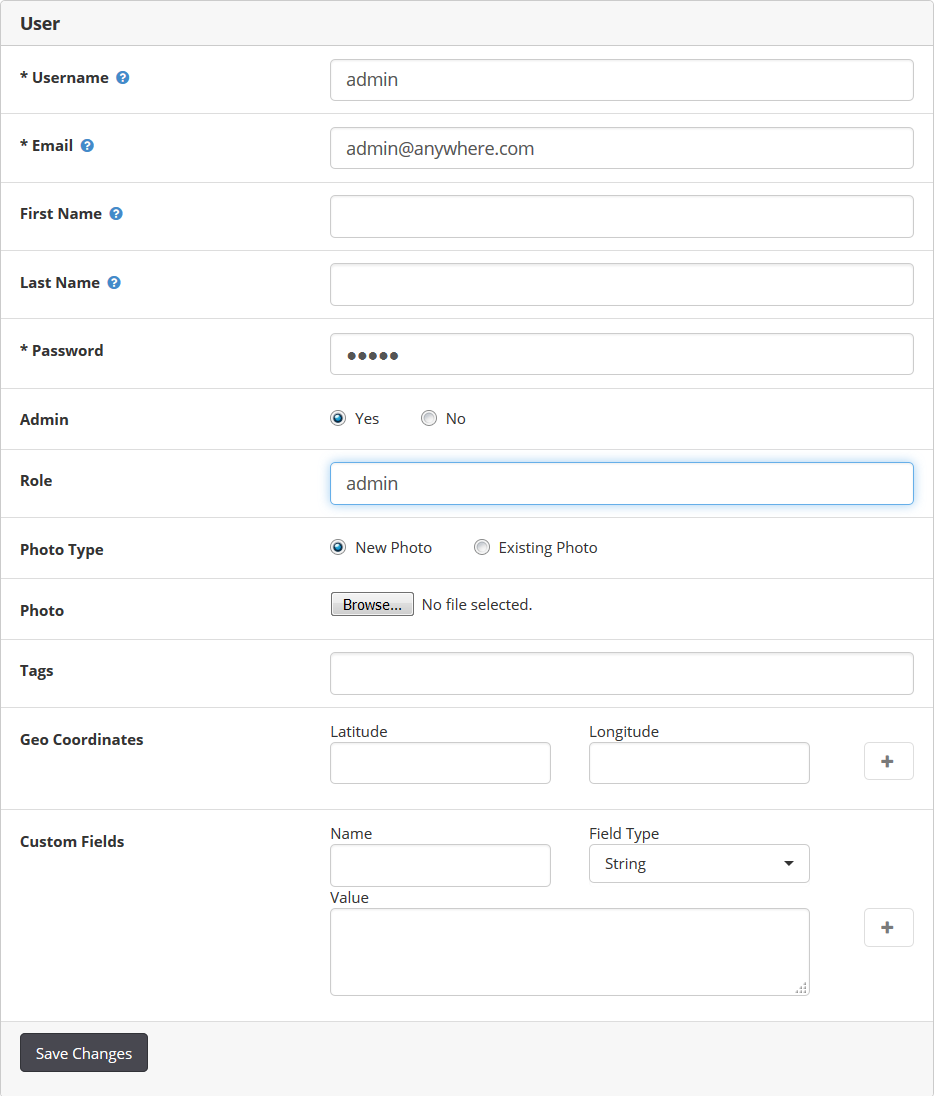 User
* Username ?
admin
* Email ?
admin@anywhere.com
First Name ?
Last Name ?
* Password
●●●●●
Admin
Yes No
Role
admin
Photo Type
New Photo Existing Photo
Photo
Browse... No file selected.
Tags
Geo Coordinates
Latitude Longitude
+
Custom Fields
Name Field Type
String
Value
+
Save Changes